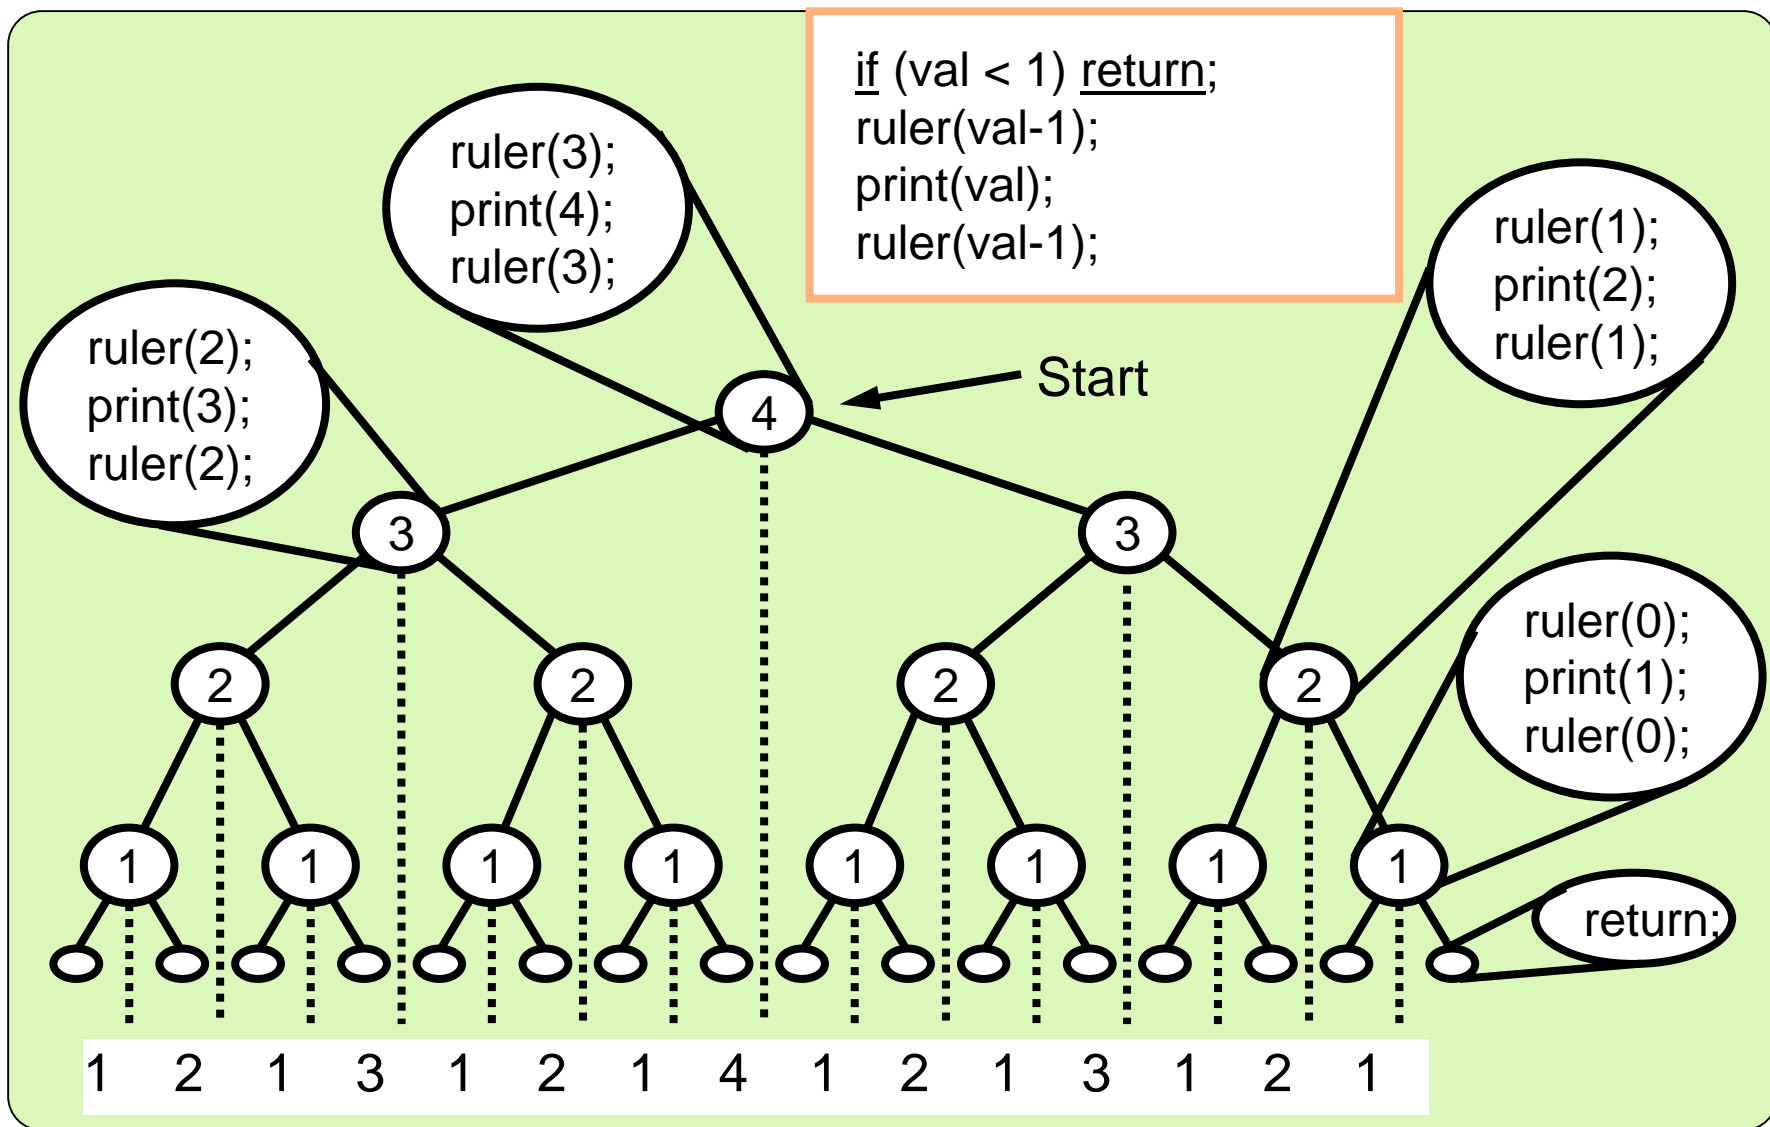 if (val < 1) return;
ruler(val-1);
print(val);
ruler(val-1);
ruler(3);
print(4);
ruler(3);
ruler(1);
print(2);
ruler(1);
ruler(2);
print(3);
ruler(2);
Start
4
3 3
ruler(0);
print(1);
ruler(0);
2 2 2 2
1 1 1 1 1 1 1 1
return;
1 2 1 3 1 2 1 4 1 2 1 3 1 2 1